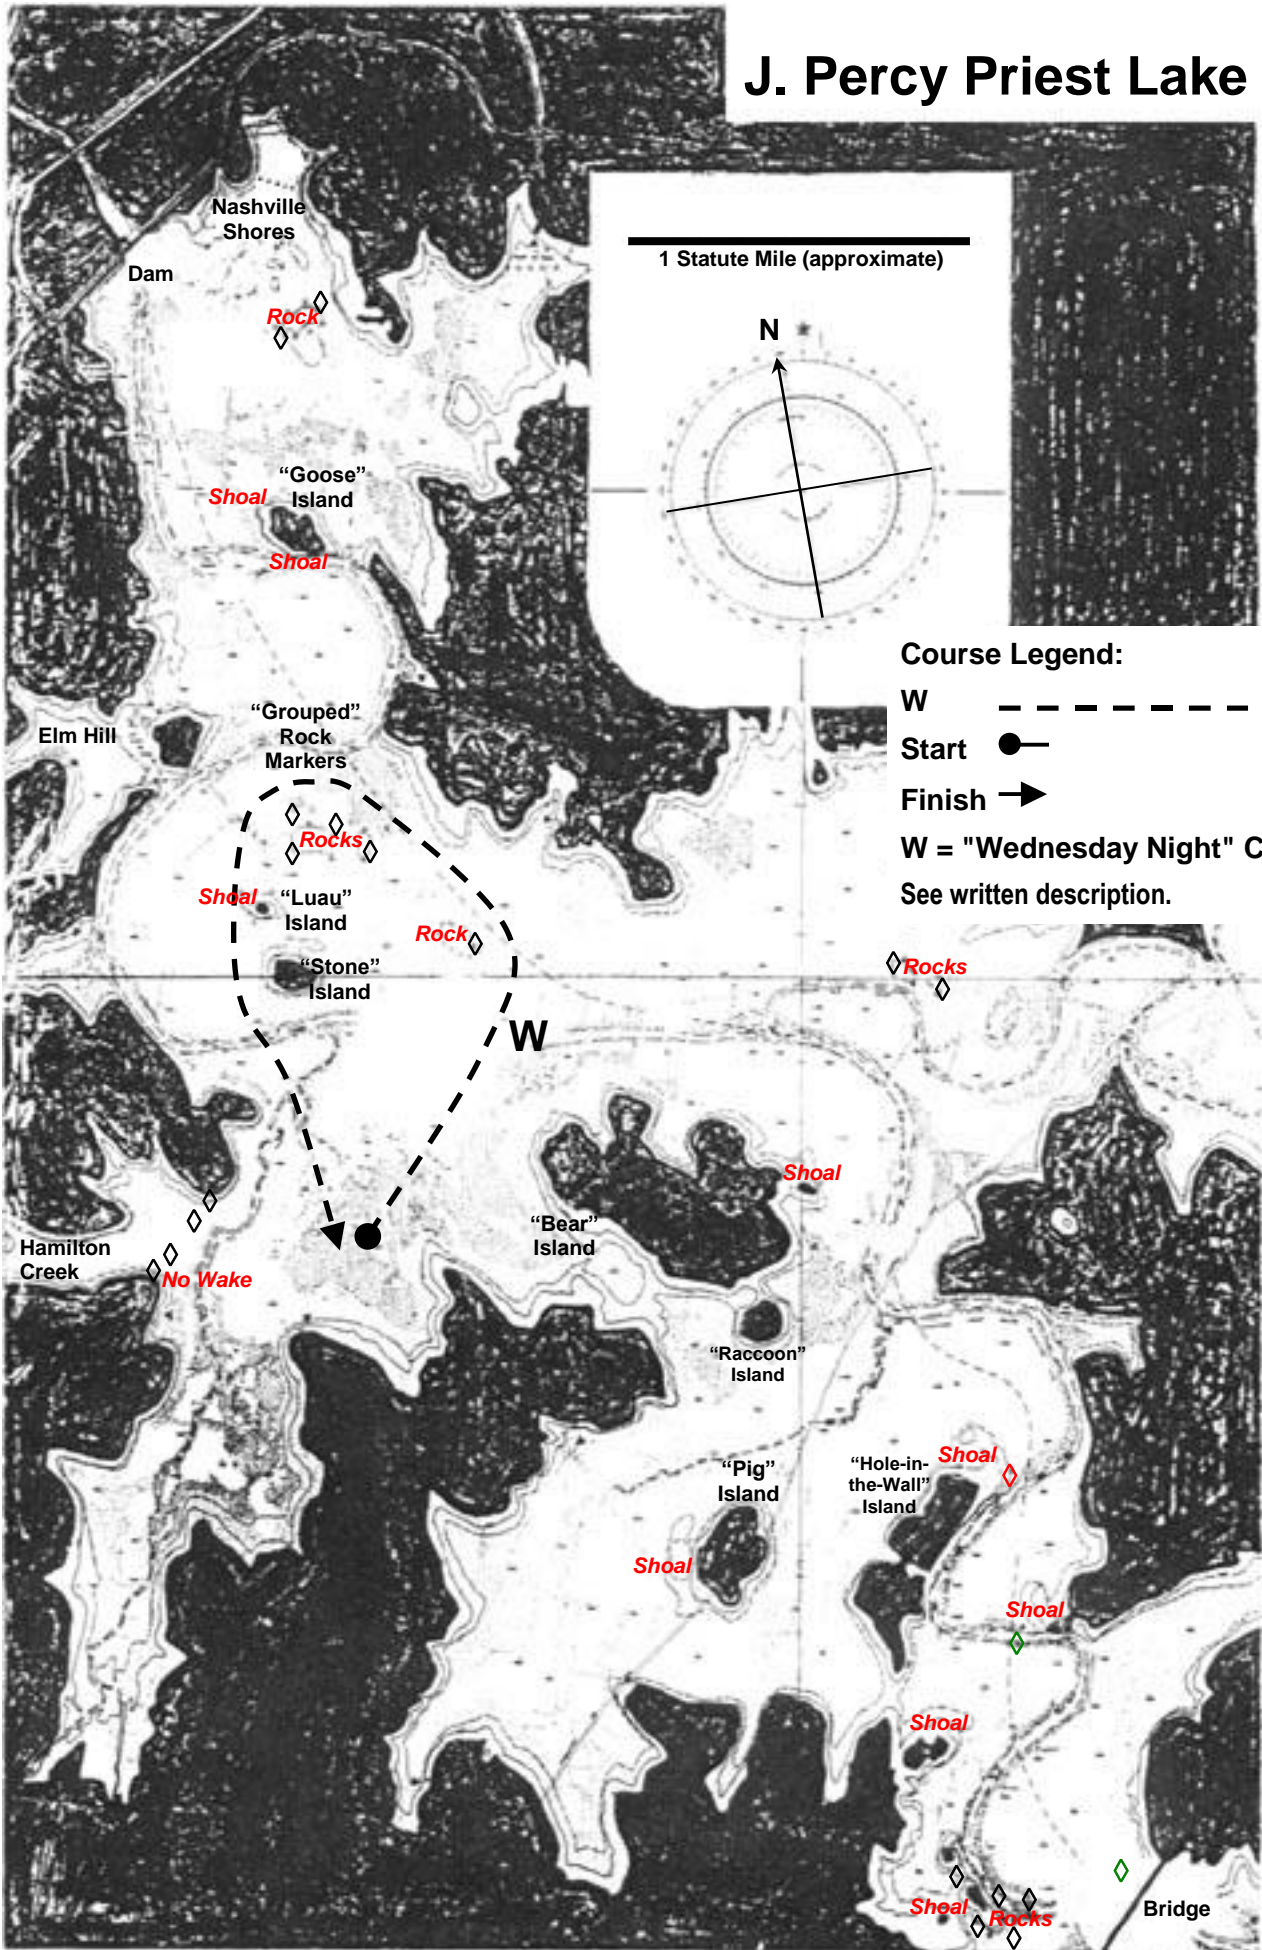 J. Percy Priest Lake
Nashville
Shores
1 Statute Mile (approximate)
Dam
Rock
N
"Goose"
Island
Shoal
Shoal
Course Legend:
W
Start
Finish
W = "Wednesday Night" C
See written description.
"Grouped"
Rock
Markers
Elm Hill
Rocks
Shoal
"Luau"
Island
Rock
"Stone"
Island
Rocks
W
Shoal
"Bear"
Island
Hamilton
Creek
No Wake
"Raccoon"
Island
"Pig"
Island
"Hole-in-
the-Wall"
Island
Shoal
Shoal
Shoal
Shoal
Shoal
Rocks
Bridge